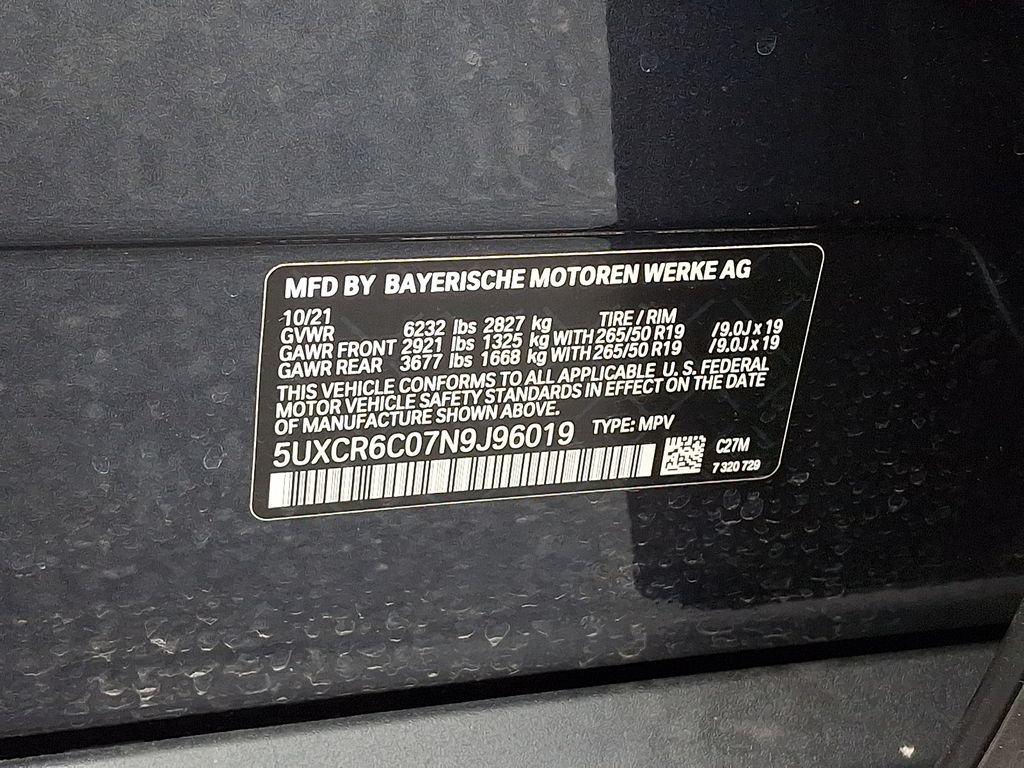 MFD BY BAYERISCHE MOTOREN WERKE AG
10/21 TIRE / RIM
GVWR 6232 lbs 2827 kg
GAWR FRONT 2921 lbs 1325 kg WITH 265/50 R19 /9.0J x 19
GAWR REAR 3677 lbs 1668 kg WITH 265/50 R19 /9.0J x 19
THIS VEHICLE CONFORMS TO ALL APPLICABLE U. S. FEDERAL
MOTOR VEHICLE SAFETY STANDARDS IN EFFECT ON THE DATE
OF MANUFACTURE SHOWN ABOVE.
5UXCR6C07N9J96019 TYPE: MPV
C27M
7 320 729